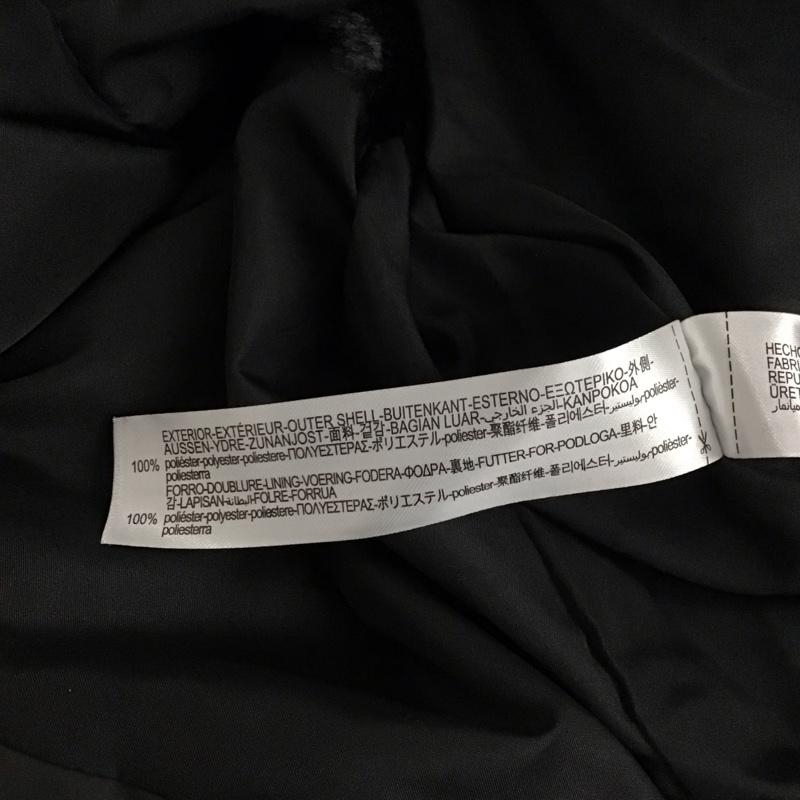 EXTERIOR-EXTÉRIEUR-OUTER SHELL-BUITENKANT-ESTERNO-ΕΞΩΤΕΡΙΚΟ-外側-
AUSSEN-YDRE-ZUNANJOST-面料-겉감-BAGIAN LUAR-الجزء الخارجي-KANPOKOA
100% poliéster-polyester-poliestere-ΠΟΛΥΕΣΤΕΡΑΣ-ポリエステル-poliester-聚酯纤维-폴리에스터-بوليستير-polièster-
poliesterra
FORRO-DOUBLURE-LINING-VOERING-FODERA-ΦΟΔΡΑ-裏地-FUTTER-FOR-PODLOGA-里料-안
감-LAPISAN-البطانة-FOLRE-FORRUA
100% poliéster-polyester-poliestere-ΠΟΛΥΕΣΤΕΡΑΣ-ポリエステル-poliester-聚酯纤维-폴리에스터-بوليستير-polièster-
poliesterra
HECHO
FABRI
REPU
ÜRET